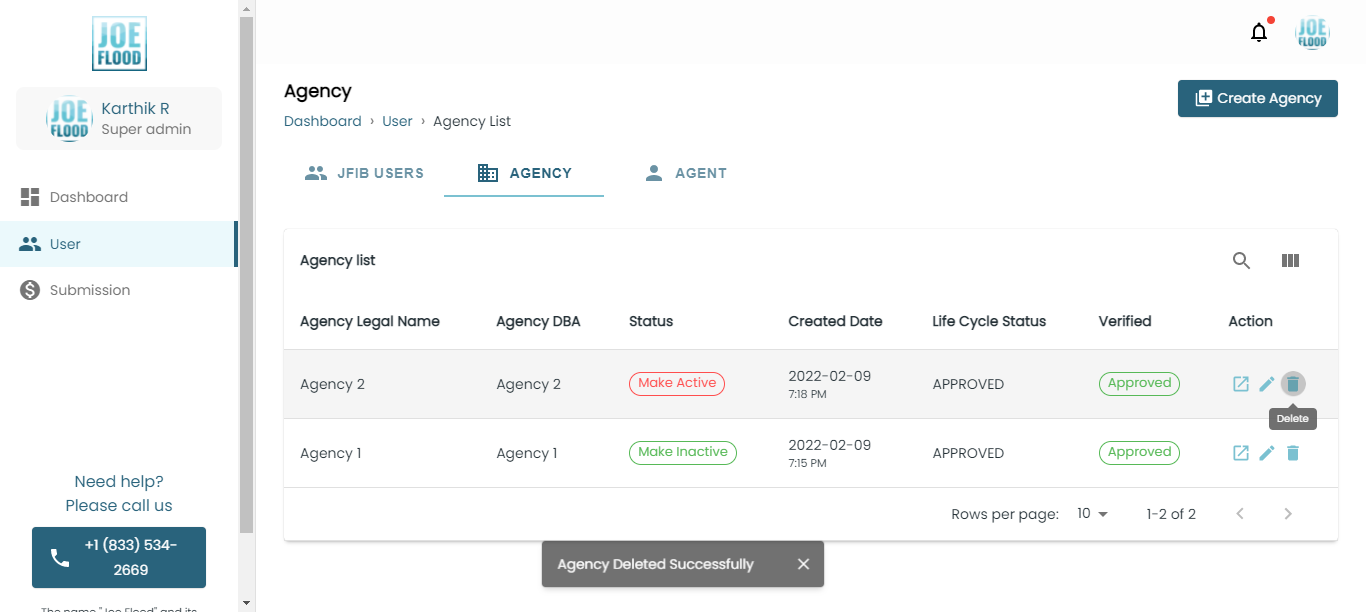 JOE
FLOOD
JOE
FLOOD
Karthik R
Super admin
Dashboard
User
Submission
Need help?
Please call us
+1 (833) 534-
2669
The name "Joe Flood" and its
JOE
FLOOD
Agency
Create Agency
Dashboard › User › Agency List
JFIB USERS AGENCY AGENT
Agency list
Agency Legal Name Agency DBA Status Created Date Life Cycle Status Verified Action
Agency 2 Agency 2 Make Active 2022-02-09 APPROVED Approved
7:18 PM
Delete
Agency 1 Agency 1 Make Inactive 2022-02-09 APPROVED Approved
7:15 PM
Rows per page: 10 1-2 of 2
Agency Deleted Successfully